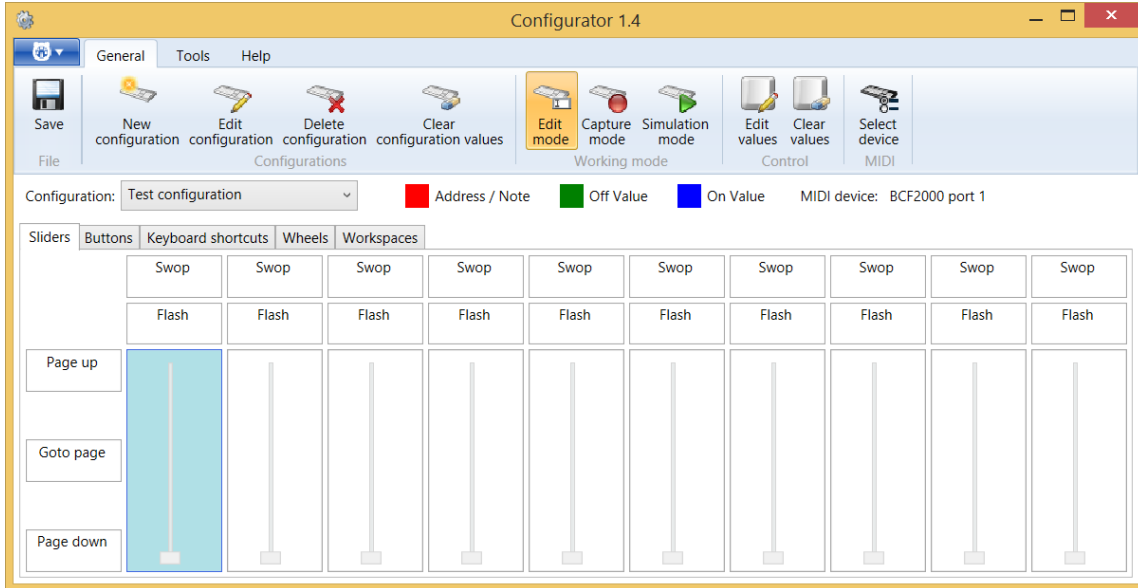 Configurator 1.4
General Tools Help
Save
New configuration
Edit configuration
Delete configuration
Clear configuration values
Edit mode
Capture mode
Simulation mode
Edit values
Clear values
Select device
File Configurations Working mode Control MIDI
Configuration: Test configuration Address / Note Off Value On Value MIDI device: BCF2000 port 1
Sliders Buttons Keyboard shortcuts Wheels Workspaces
Swop Swop Swop Swop Swop Swop Swop Swop Swop Swop
Flash Flash Flash Flash Flash Flash Flash Flash Flash Flash
Page up
Goto page
Page down